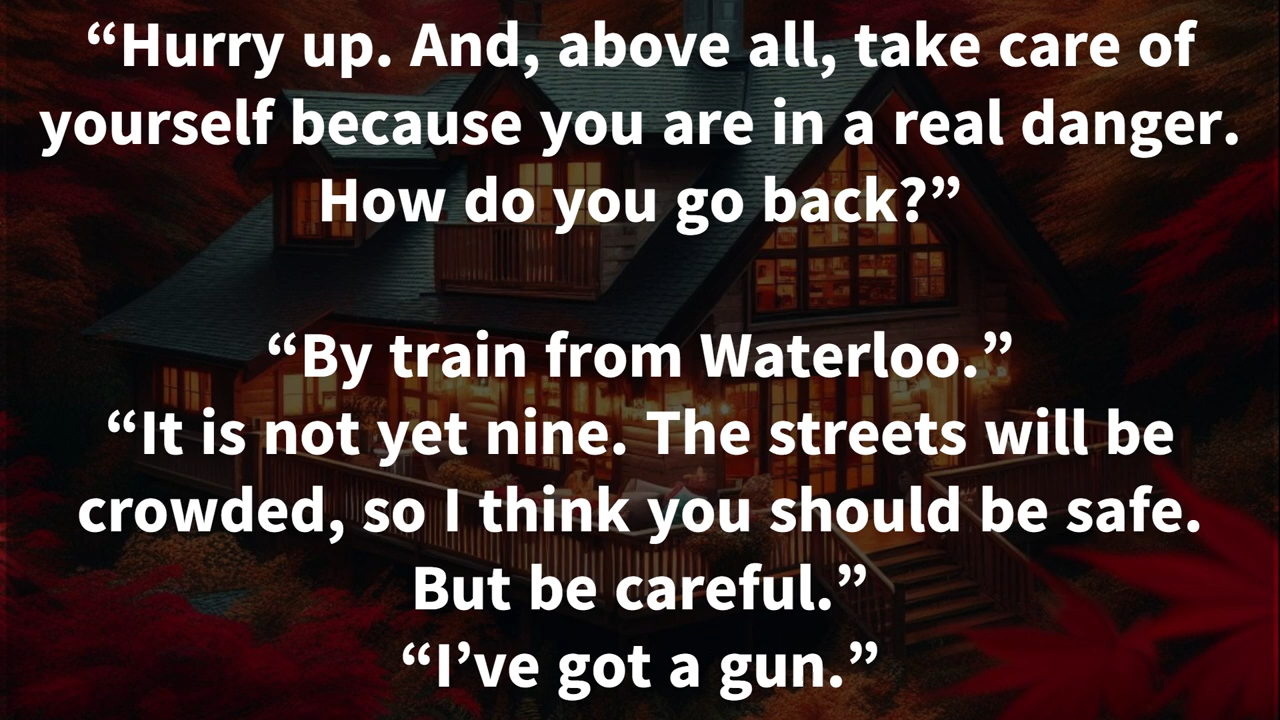 “Hurry up. And, above all, take care of
yourself because you are in a real danger.
How do you go back?”
“By train from Waterloo.”
“It is not yet nine. The streets will be
crowded, so I think you should be safe.
But be careful.”
“I’ve got a gun.”